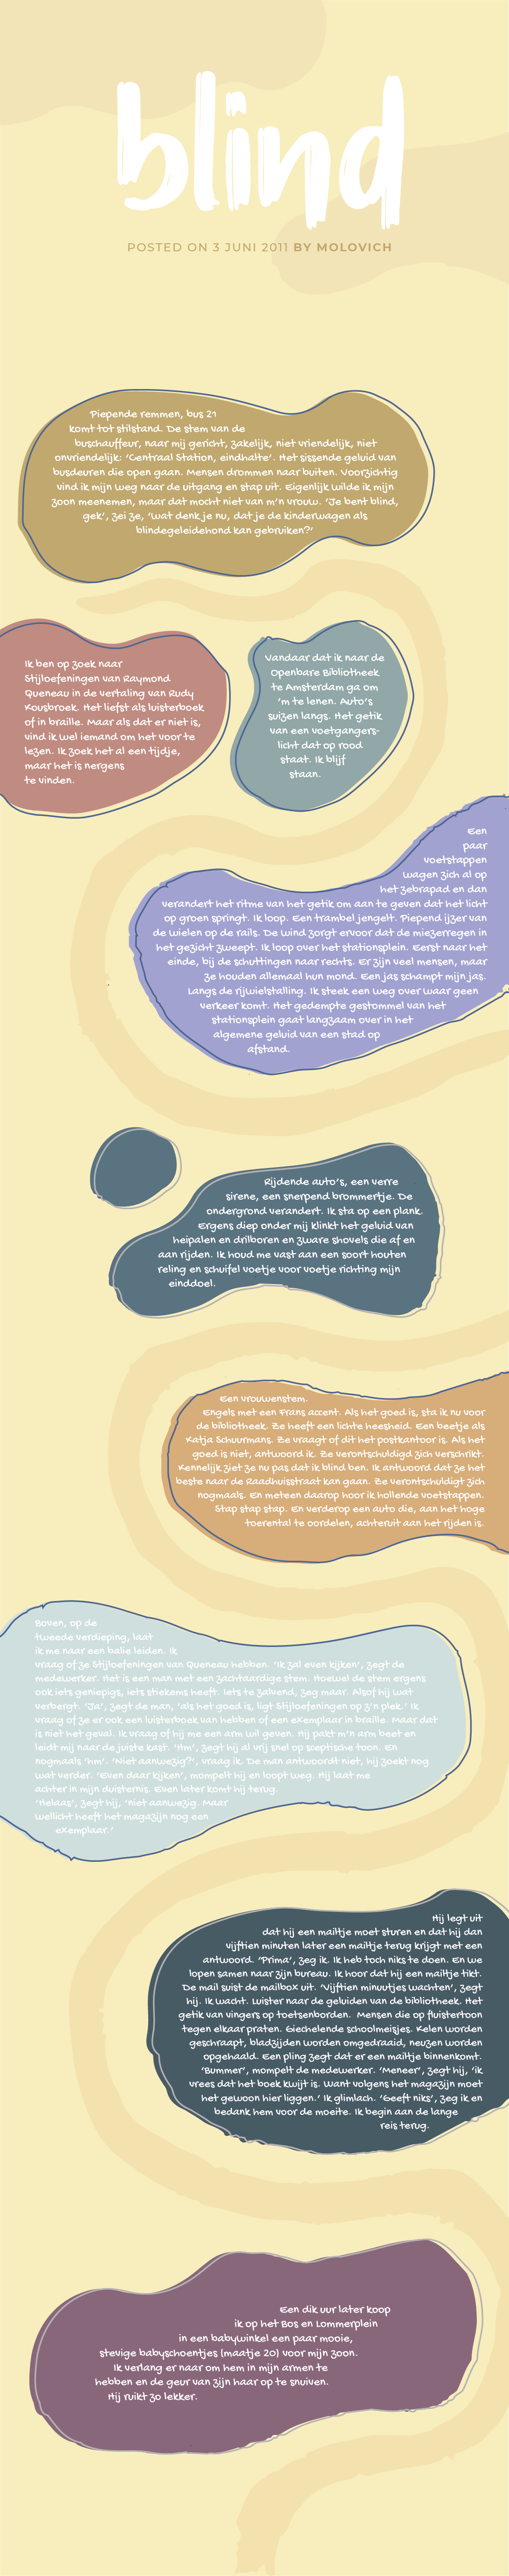 blind
POSTED ON 3 JUNI 2011 BY MOLOVICH
Piepende remmen, bus 21
komt tot stilstand. De stem van de
buschauffeur, naar mij gericht, zakelijk, niet vriendelijk, niet
onvriendelijk: 'Centraal Station, eindhalte'. Het sissende geluid van
busdeuren die open gaan. Mensen drommen naar buiten. Voorzichtig
vind ik mijn weg naar de uitgang en stap uit. Eigenlijk wilde ik mijn
zoon meenemen, maar dat mocht niet van m'n vrouw. 'Je bent blind,
gek', zei ze, 'wat denk je nu, dat je de kinderwagen als
blindegeleidehond kan gebruiken?'
Ik ben op zoek naar
Stijloefeningen van Raymond
Queneau in de vertaling van Rudy
Kousbroek. Het liefst als luisterboek
of in braille. Maar als dat er niet is,
vind ik wel iemand om het voor te
lezen. Ik zoek het al een tijdje,
maar het is nergens
te vinden.
Vandaar dat ik naar de
Openbare Bibliotheek
te Amsterdam ga om
'm te lenen. Auto's
suizen langs. Het getik
van een voetgangers-
licht dat op rood
staat. Ik blijf
staan.
Een
paar
voetstappen
wagen zich al op
het zebrapad en dan
verandert het ritme van het getik om aan te geven dat het licht
op groen springt. Ik loop. Een trambel jengelt. Piepend ijzer van
de wielen op de rails. De wind zorgt ervoor dat de miezerregen in
het gezicht zweept. Ik loop over het stationsplein. Eerst naar het
einde, bij de schuttingen naar rechts. Er zijn veel mensen, maar
ze houden allemaal hun mond. Een jas schampt mijn jas.
Langs de rijwielstalling. Ik steek een weg over waar geen
verkeer komt. Het gedempte gestommel van het
stationsplein gaat langzaam over in het
algemene geluid van een stad op
afstand.
Rijdende auto's, een verre
sirene, een snerpend brommertje. De
ondergrond verandert. Ik sta op een plank.
Ergens diep onder mij klinkt het geluid van
heipalen en drilboren en zware shovels die af en
aan rijden. Ik houd me vast aan een soort houten
reling en schuifel voetje voor voetje richting mijn
einddoel.
Een vrouwenstem.
Engels met een Frans accent. Als het goed is, sta ik nu voor
de bibliotheek. Ze heeft een lichte heesheid. Een beetje als
Katja Schuurmans. Ze vraagt of dit het postkantoor is. Als het
goed is niet, antwoord ik. Ze verontschuldigd zich verschrikt.
Kennelijk ziet ze nu pas dat ik blind ben. Ik antwoord dat ze het
beste naar de Raadhuisstraat kan gaan. Ze verontschuldigt zich
nogmaals. En meteen daarop hoor ik hollende voetstappen.
Stap stap stap. En verderop een auto die, aan het hoge
toerental te oordelen, achteruit aan het rijden is.
Boven, op de
tweede verdieping, laat
ik me naar een balie leiden. Ik
vraag of ze Stijloefeningen van Queneau hebben. 'Ik zal even kijken', zegt de
medewerker. Het is een man met een zachtaardige stem. Hoewel de stem ergens
ook iets geniepigs, iets stiekems heeft. Iets te zalvend, zeg maar. Alsof hij wat
verbergt. 'Ja', zegt de man, 'als het goed is, ligt Stijloefeningen op z'n plek.' Ik
vraag of ze er ook een luisterboek van hebben of een exemplaar in braille. Maar dat
is niet het geval. Ik vraag of hij me een arm wil geven. Hij pakt m'n arm beet en
leidt mij naar de juiste kast. 'Hm', zegt hij al vrij snel op sceptische toon. En
nogmaals 'hm'. 'Niet aanwezig?', vraag ik. De man antwoordt niet, hij zoekt nog
wat verder. 'Even daar kijken', mompelt hij en loopt weg. Hij laat me
achter in mijn duisternis. Even later komt hij terug.
'Helaas', zegt hij, 'niet aanwezig. Maar
wellicht heeft het magazijn nog een
exemplaar.'
Hij legt uit
dat hij een mailtje moet sturen en dat hij dan
vijftien minuten later een mailtje terug krijgt met een
antwoord. 'Prima', zeg ik. Ik heb toch niks te doen. En we
lopen samen naar zijn bureau. Ik hoor dat hij een mailtje tikt.
De mail suist de mailbox uit. 'Vijftien minuutjes wachten', zegt
hij. Ik wacht. Luister naar de geluiden van de bibliotheek. Het
getik van vingers op toetsenborden. Mensen die op fluistertoon
tegen elkaar praten. Giechelende schoolmeisjes. Kelen worden
geschraapt, bladzijden worden omgedraaid, neuzen worden
opgehaald. Een pling zegt dat er een mailtje binnenkomt.
'Bummer', mompelt de medewerker. 'Meneer', zegt hij, 'ik
vrees dat het boek kwijt is. Want volgens het magazijn moet
het gewoon hier liggen.' Ik glimlach. 'Geeft niks', zeg ik en
bedank hem voor de moeite. Ik begin aan de lange
reis terug.
Een dik uur later koop
ik op het Bos en Lommerplein
in een babywinkel een paar mooie,
stevige babyschoentjes (maatje 20) voor mijn zoon.
Ik verlang er naar om hem in mijn armen te
hebben en de geur van zijn haar op te snuiven.
Hij ruikt zo lekker.